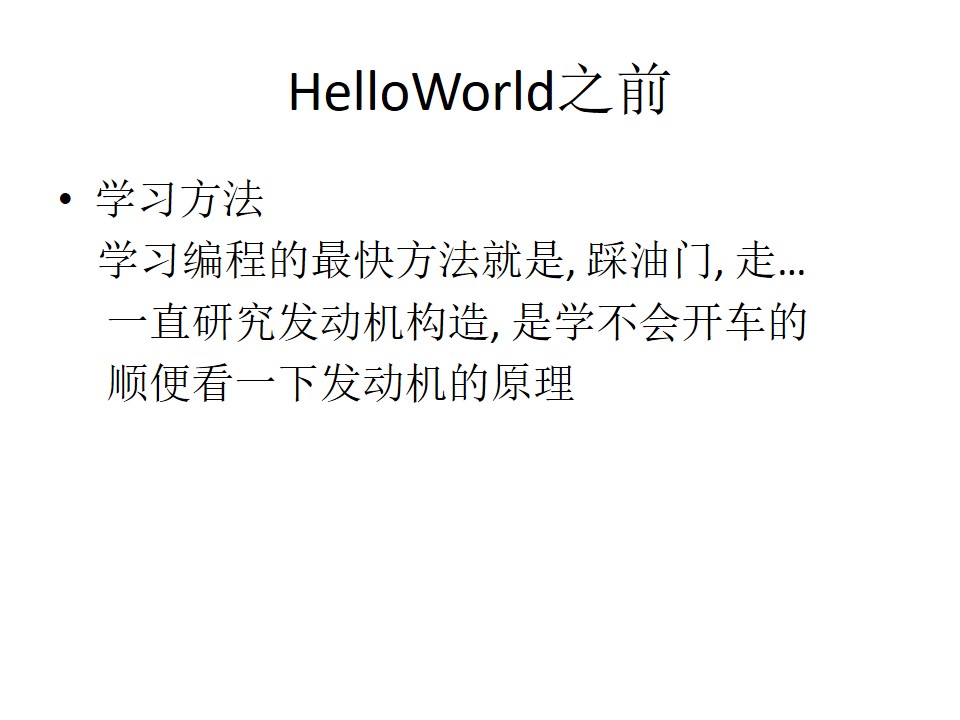 HelloWorld之前
• 学习方法
学习编程的最快方法就是, 踩油门, 走…
一直研究发动机构造, 是学不会开车的
顺便看一下发动机的原理